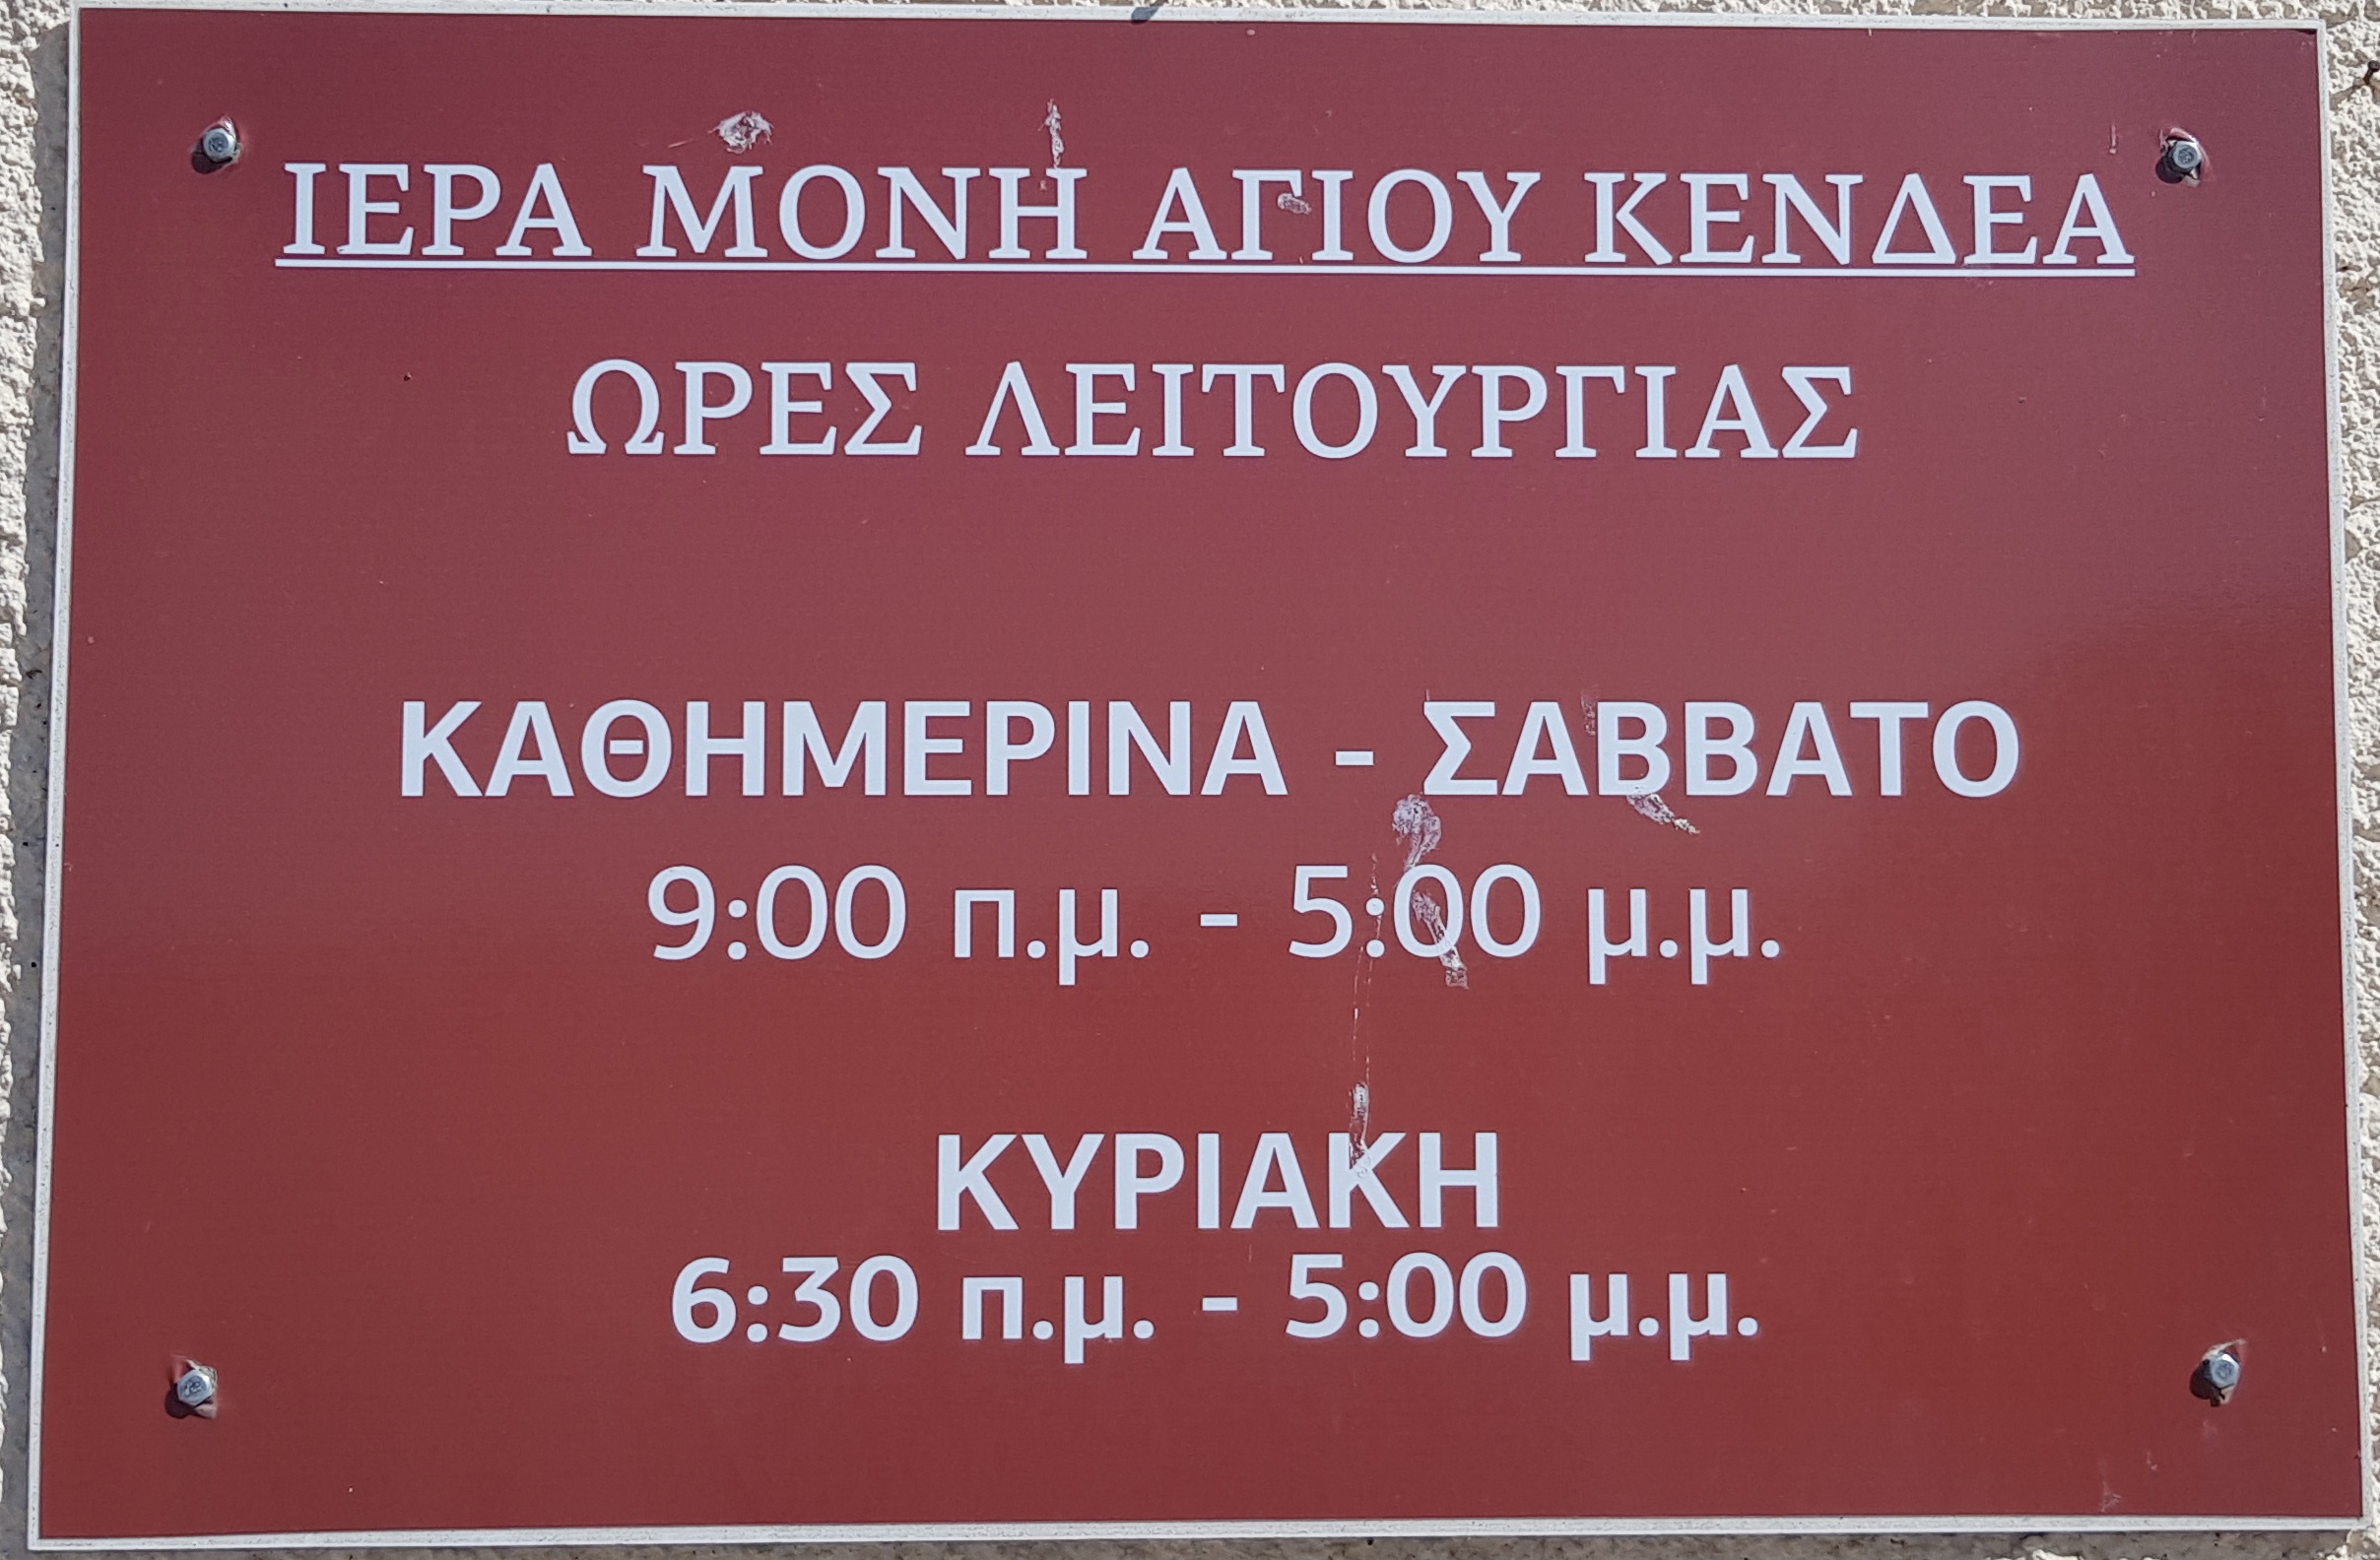 ΙΕΡΑ ΜΟΝΗ ΑΓΙΟΥ ΚΕΝΔΕΑ
ΩΡΕΣ ΛΕΙΤΟΥΡΓΙΑΣ
ΚΑΘΗΜΕΡΙΝΑ - ΣΑΒΒΑΤΟ
9:00 π.μ. - 5:00 μ.μ.
ΚΥΡΙΑΚΗ
6:30 π.μ. - 5:00 μ.μ.